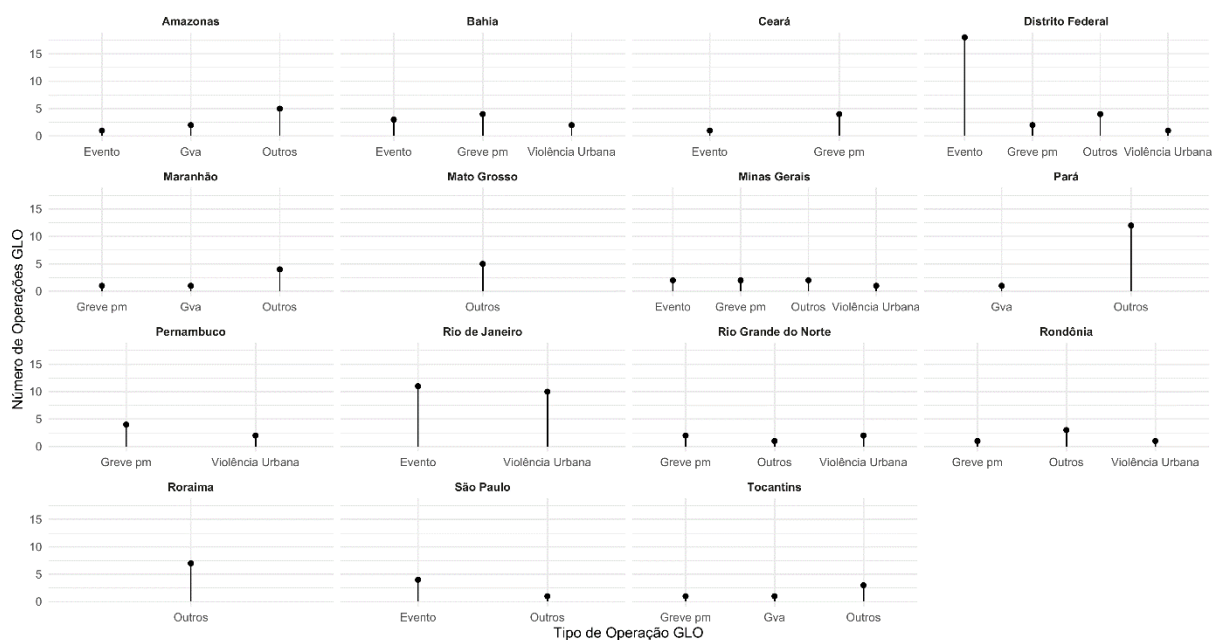 Amazonas Bahia Ceará Distrito Federal
15
10
5
0
Evento Gva Outros Evento Greve pm Violência Urbana Evento Greve pm Evento Greve pm Outros Violência Urbana
Maranhão Mato Grosso Minas Gerais Pará
15
10
5
0
Greve pm Gva Outros Outros Evento Greve pm Outros Violência Urbana Gva Outros
Número de Operações GLO
Pernambuco Rio de Janeiro Rio Grande do Norte Rondônia
15
10
5
0
Greve pm Violência Urbana Evento Violência Urbana Greve pm Outros Violência Urbana Greve pm Outros Violência Urbana
Roraima São Paulo Tocantins
15
10
5
0
Outros Evento Outros Greve pm Gva Outros
Tipo de Operação GLO